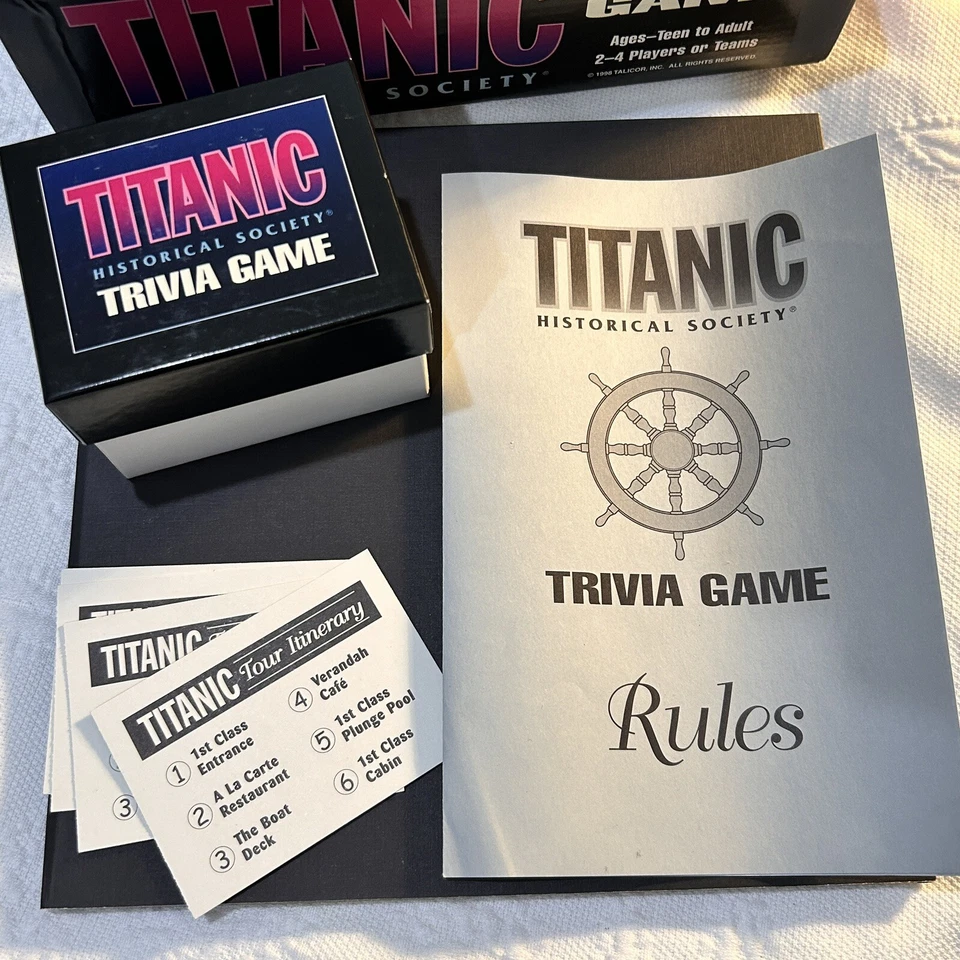 TITANIC
GAME
Ages–Teen to Adult
2–4 Players or Teams
SOCIETY®
© 1998 TALICOR, INC. ALL RIGHTS RESERVED.
TITANIC
HISTORICAL SOCIETY®
TRIVIA GAME
TITANIC
HISTORICAL SOCIETY®
TRIVIA GAME
Rules
TITANIC
3
TITANIC Tour Itinerary
1 1st Class
Entrance
2 A La Carte
Restaurant
3 The Boat
Deck
4 Verandah
Café
5 1st Class
Plunge Pool
6 1st Class
Cabin